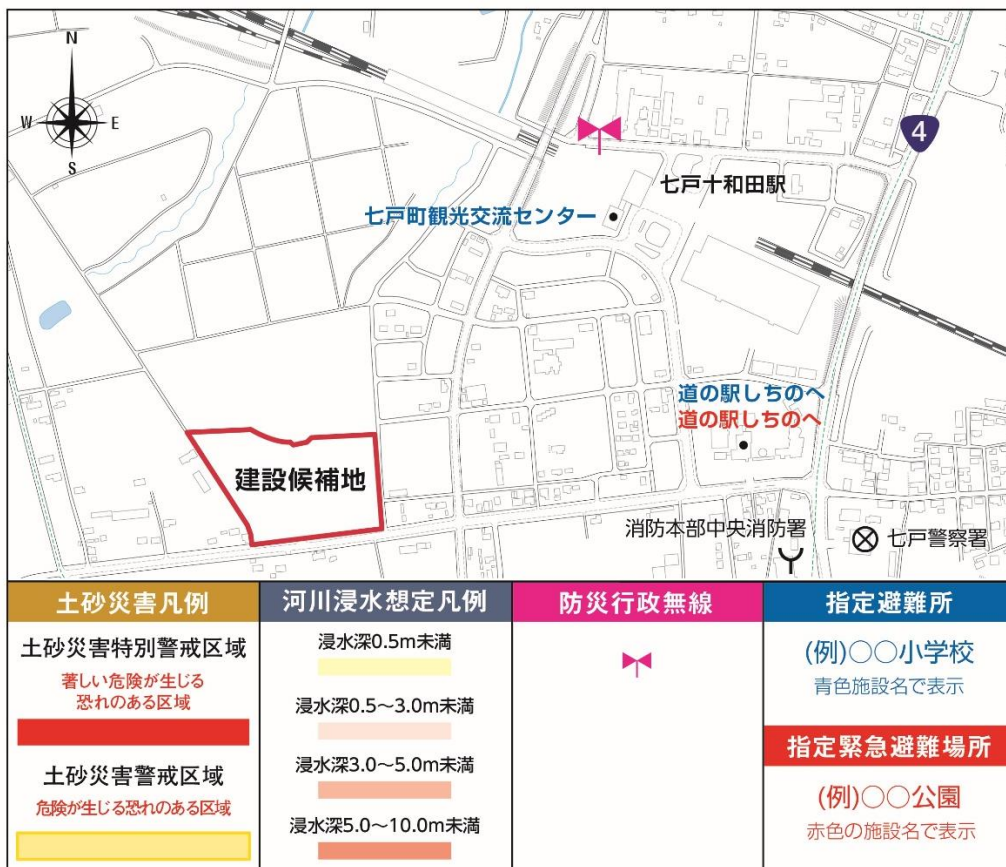 N
W
E
S
4
七戸十和田駅
七戸町観光交流センター
道の駅しちのへ
道の駅しちのへ
建設候補地
消防本部中央消防署
七戸警察署
土砂災害凡例
土砂災害特別警戒区域
著しい危険が生じる
恐れのある区域
土砂災害警戒区域
危険が生じる恐れのある区域
河川浸水想定凡例
浸水深0.5m未満
浸水深0.5～3.0m未満
浸水深3.0～5.0m未満
浸水深5.0～10.0m未満
防災行政無線
指定避難所
(例)〇〇小学校
青色施設名で表示
指定緊急避難場所
(例)〇〇公園
赤色の施設名で表示